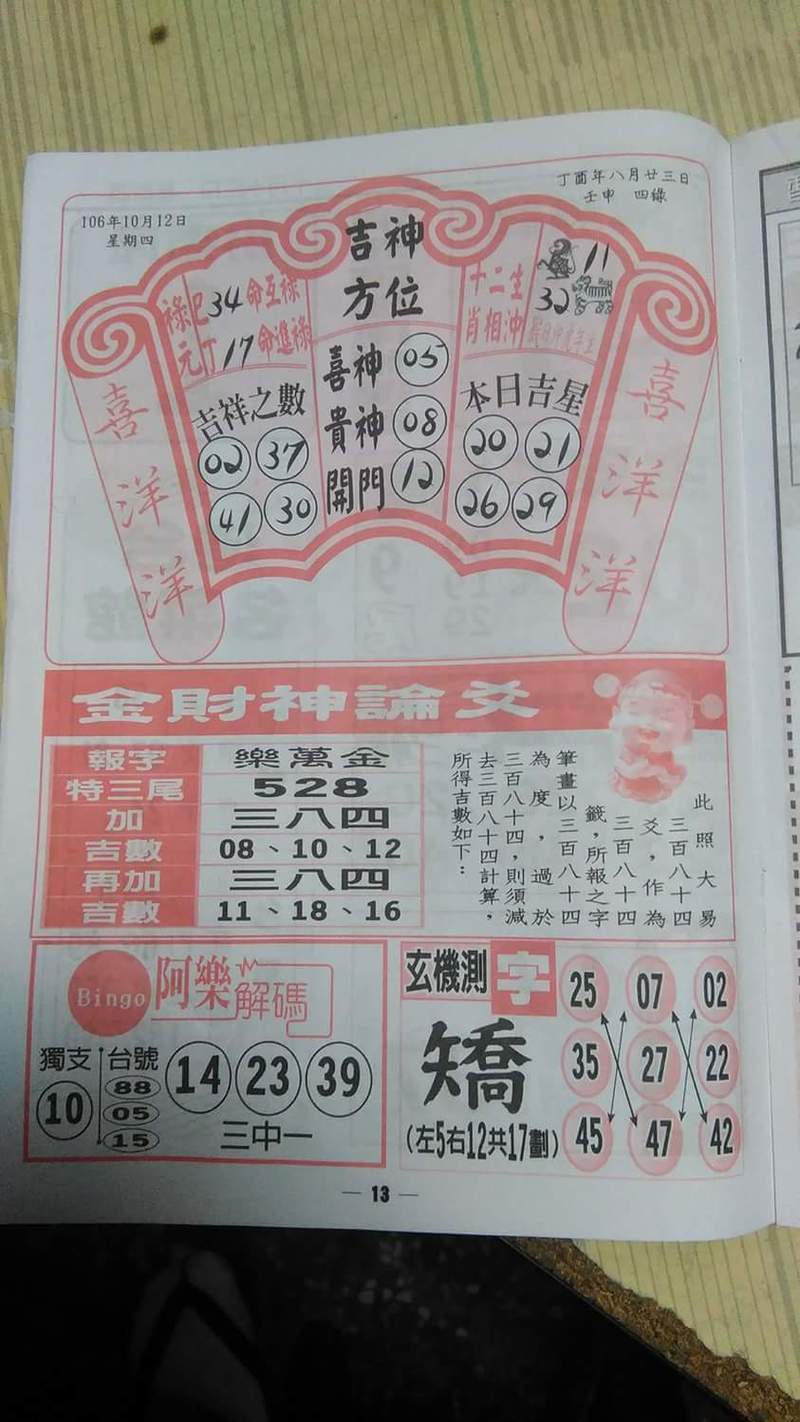 106年10月12日
星期四
丁酉年八月廿三日
壬申 四綠
吉神
方位
祿元
巳34命互祿
丁17命進祿
十二生
肖相沖
11
32
喜神 05
貴神 08
開門 12
吉祥之數
02 37
41 30
本日吉星
20 21
26 29
喜洋洋
喜洋洋
金財神論爻
報字 樂萬金
特三尾 528
加 三八四
吉數 08、10、12
再加 三八四
吉數 11、18、16
此照大易
三百八十四
爻，作為
三百八十四
籤，所報之字
筆畫以三百八十四
為度，過於
三百八十四，則須減
去三百八十四計算，
所得吉數如下：
Bingo 阿樂解碼
獨支
10
台號
88
05
15
14 23 39
三中一
玄機測字
矯
(左5右12共17劃)
25 07 02
35 27 22
45 47 42
— 13 —